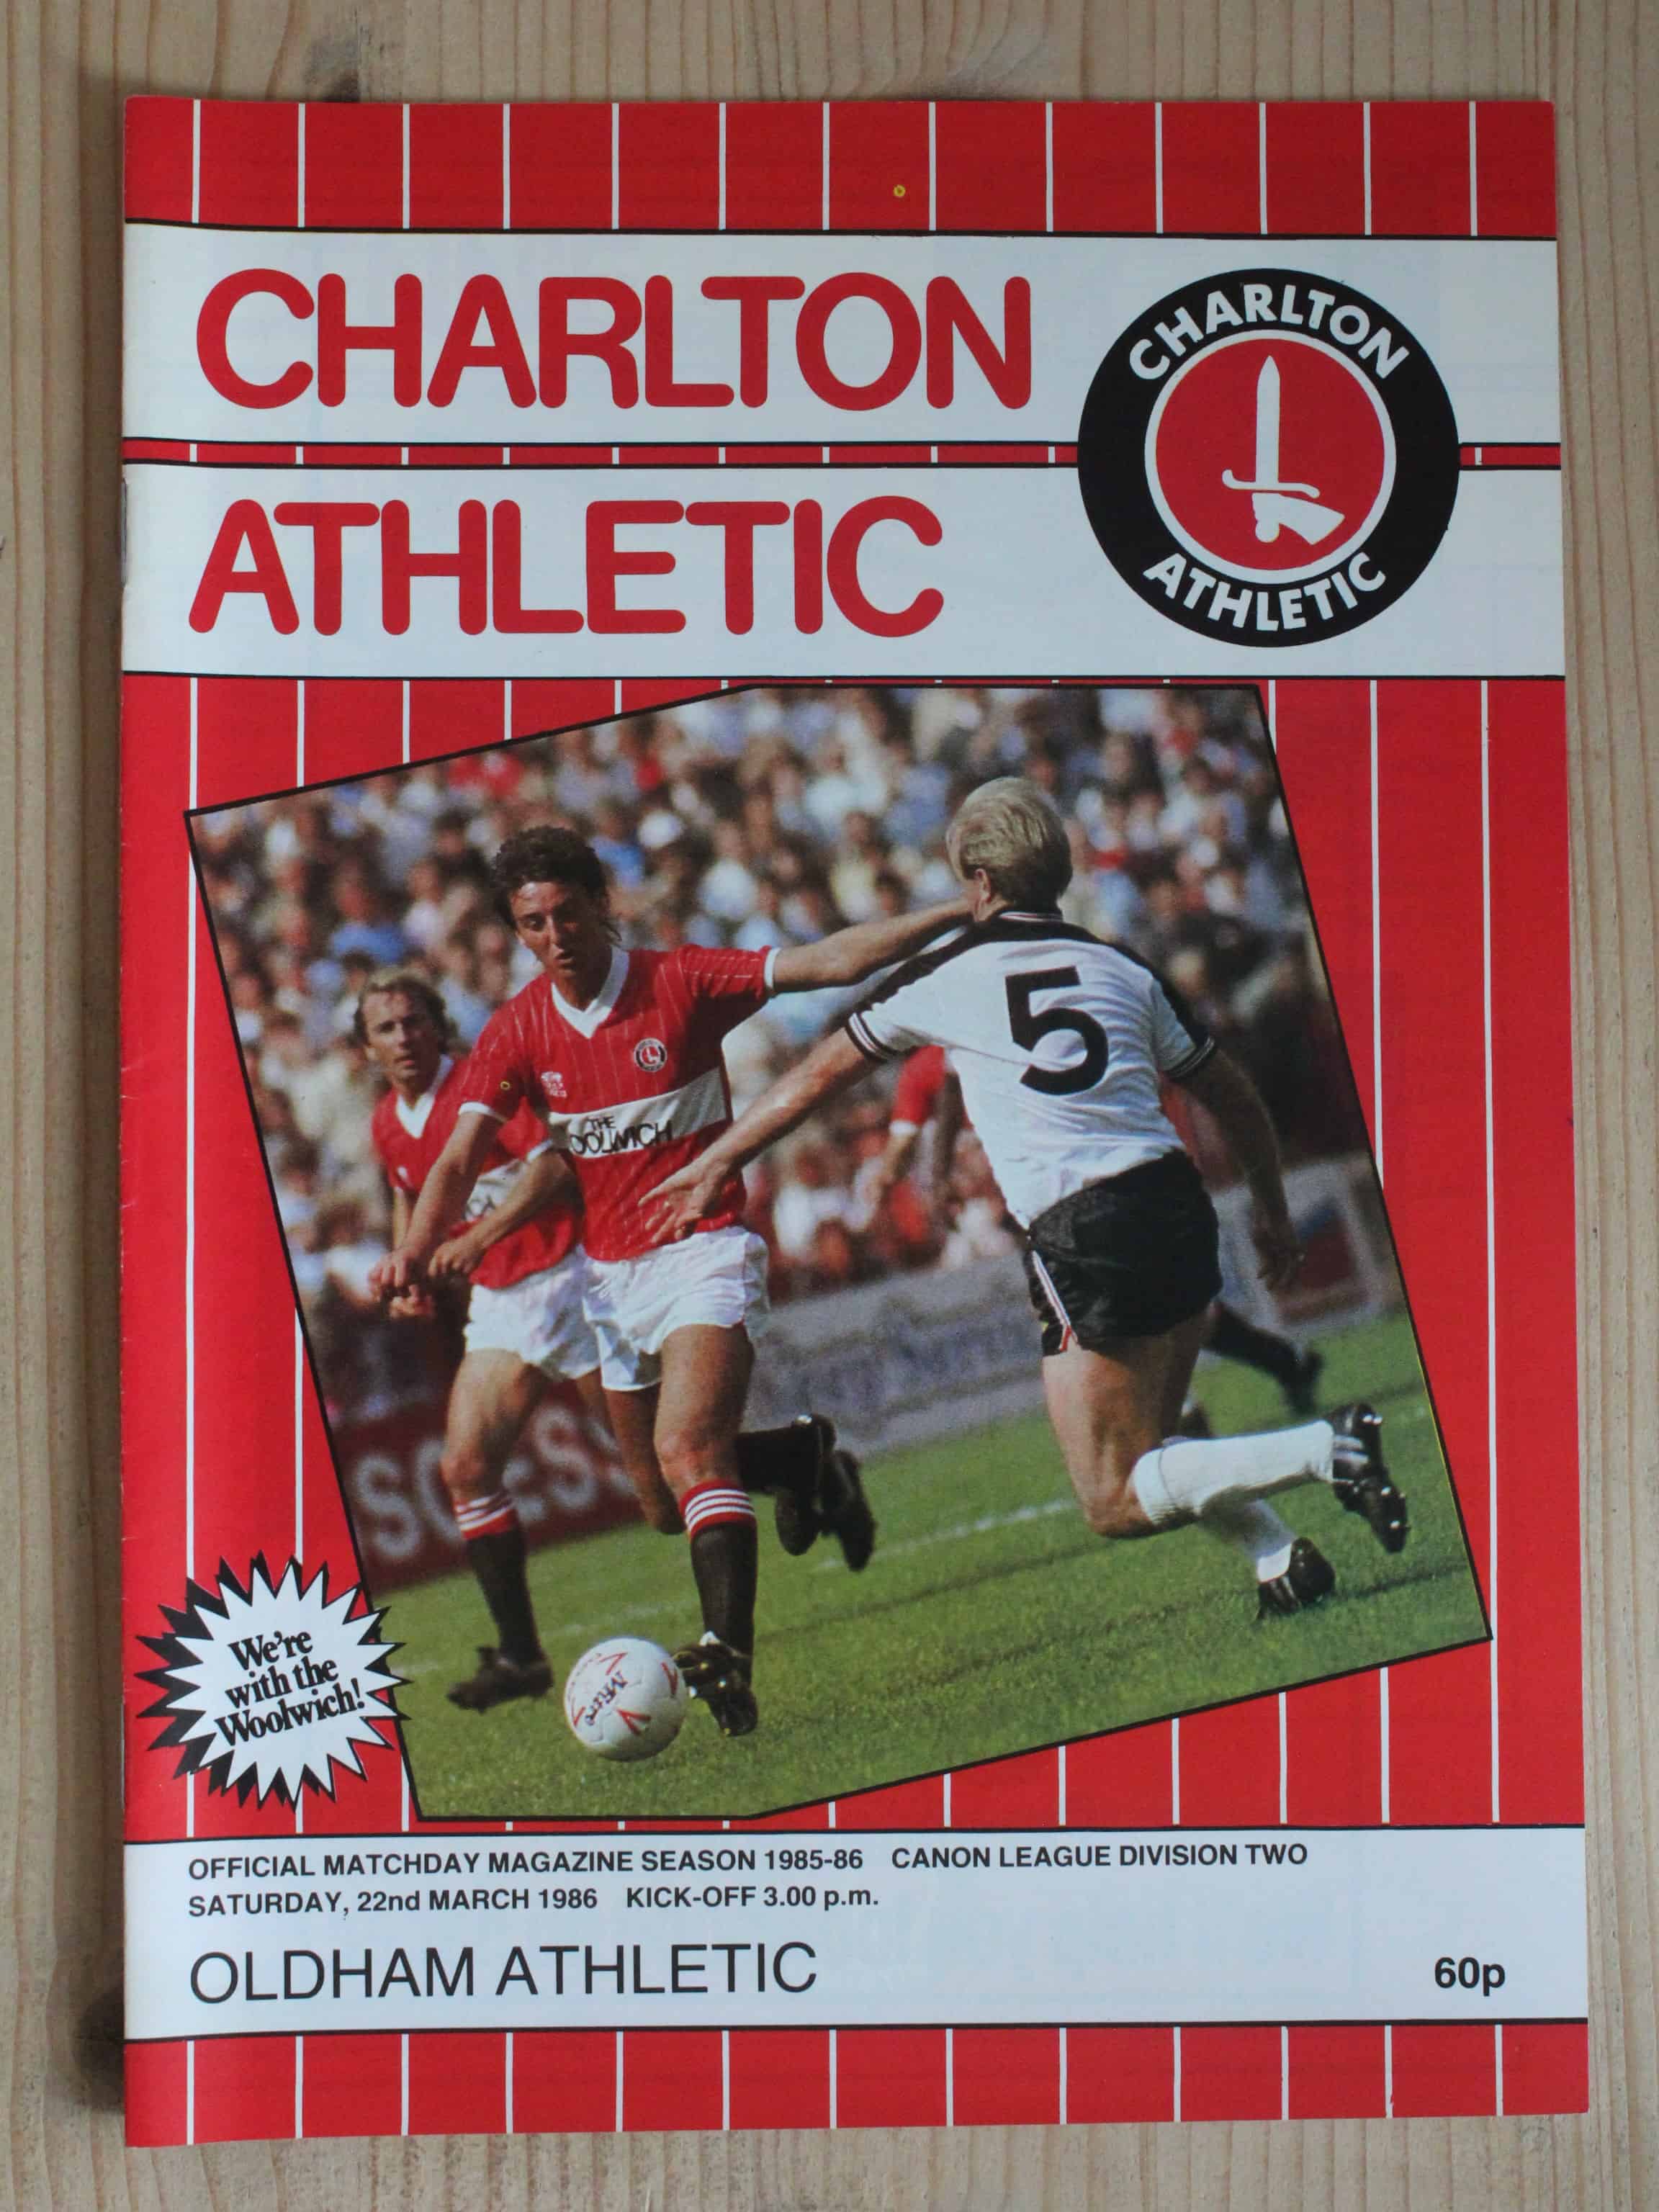 CHARLTON
ATHLETIC
CHARLTON
ATHLETIC
5
THE
Mitre
We're
with the
Woolwich!
OFFICIAL MATCHDAY MAGAZINE SEASON 1985-86 CANON LEAGUE DIVISION TWO
SATURDAY, 22nd MARCH 1986 KICK-OFF 3.00 p.m.
OLDHAM ATHLETIC
60p